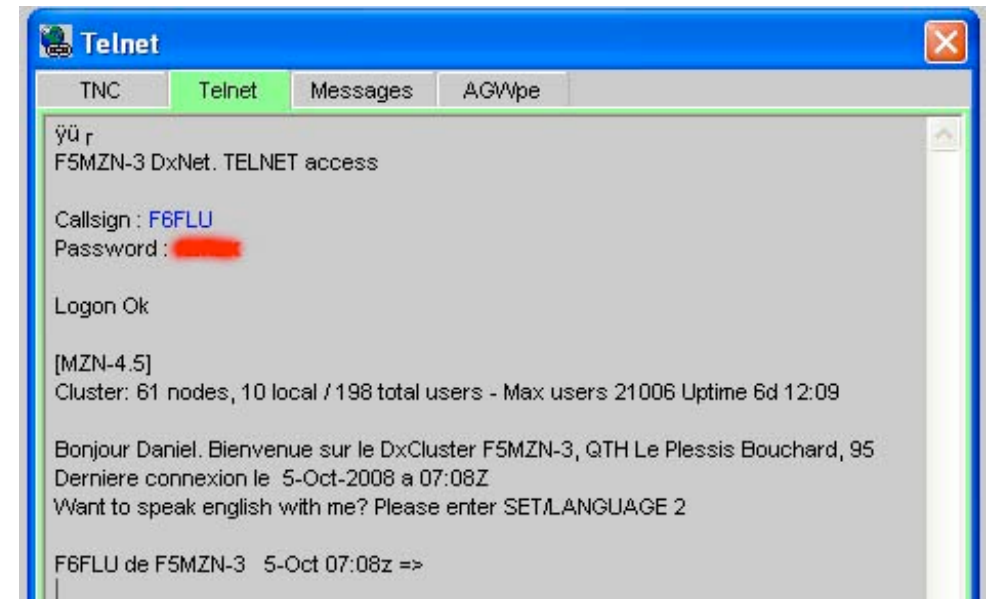 Telnet
TNC Telnet Messages AGWpe
ÿü r
F5MZN-3 DxNet. TELNET access
Callsign : F6FLU
Password :
Logon Ok
[MZN-4.5]
Cluster: 61 nodes, 10 local / 198 total users - Max users 21006 Uptime 6d 12:09
Bonjour Daniel. Bienvenue sur le DxCluster F5MZN-3, QTH Le Plessis Bouchard, 95
Derniere connexion le 5-Oct-2008 a 07:08Z
Want to speak english with me? Please enter SET/LANGUAGE 2
F6FLU de F5MZN-3 5-Oct 07:08z =>